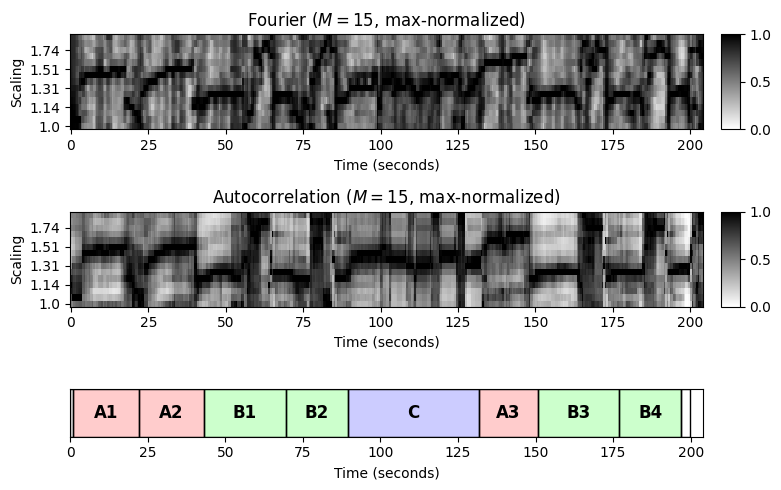 Fourier (M = 15, max-normalized)
Scaling
1.74
1.51
1.31
1.14
1.0
0 25 50 75 100 125 150 175 200
Time (seconds)
1.0
0.5
0.0
Autocorrelation (M = 15, max-normalized)
Scaling
1.74
1.51
1.31
1.14
1.0
0 25 50 75 100 125 150 175 200
Time (seconds)
1.0
0.5
0.0
A1 A2 B1 B2 C A3 B3 B4
0 25 50 75 100 125 150 175 200
Time (seconds)